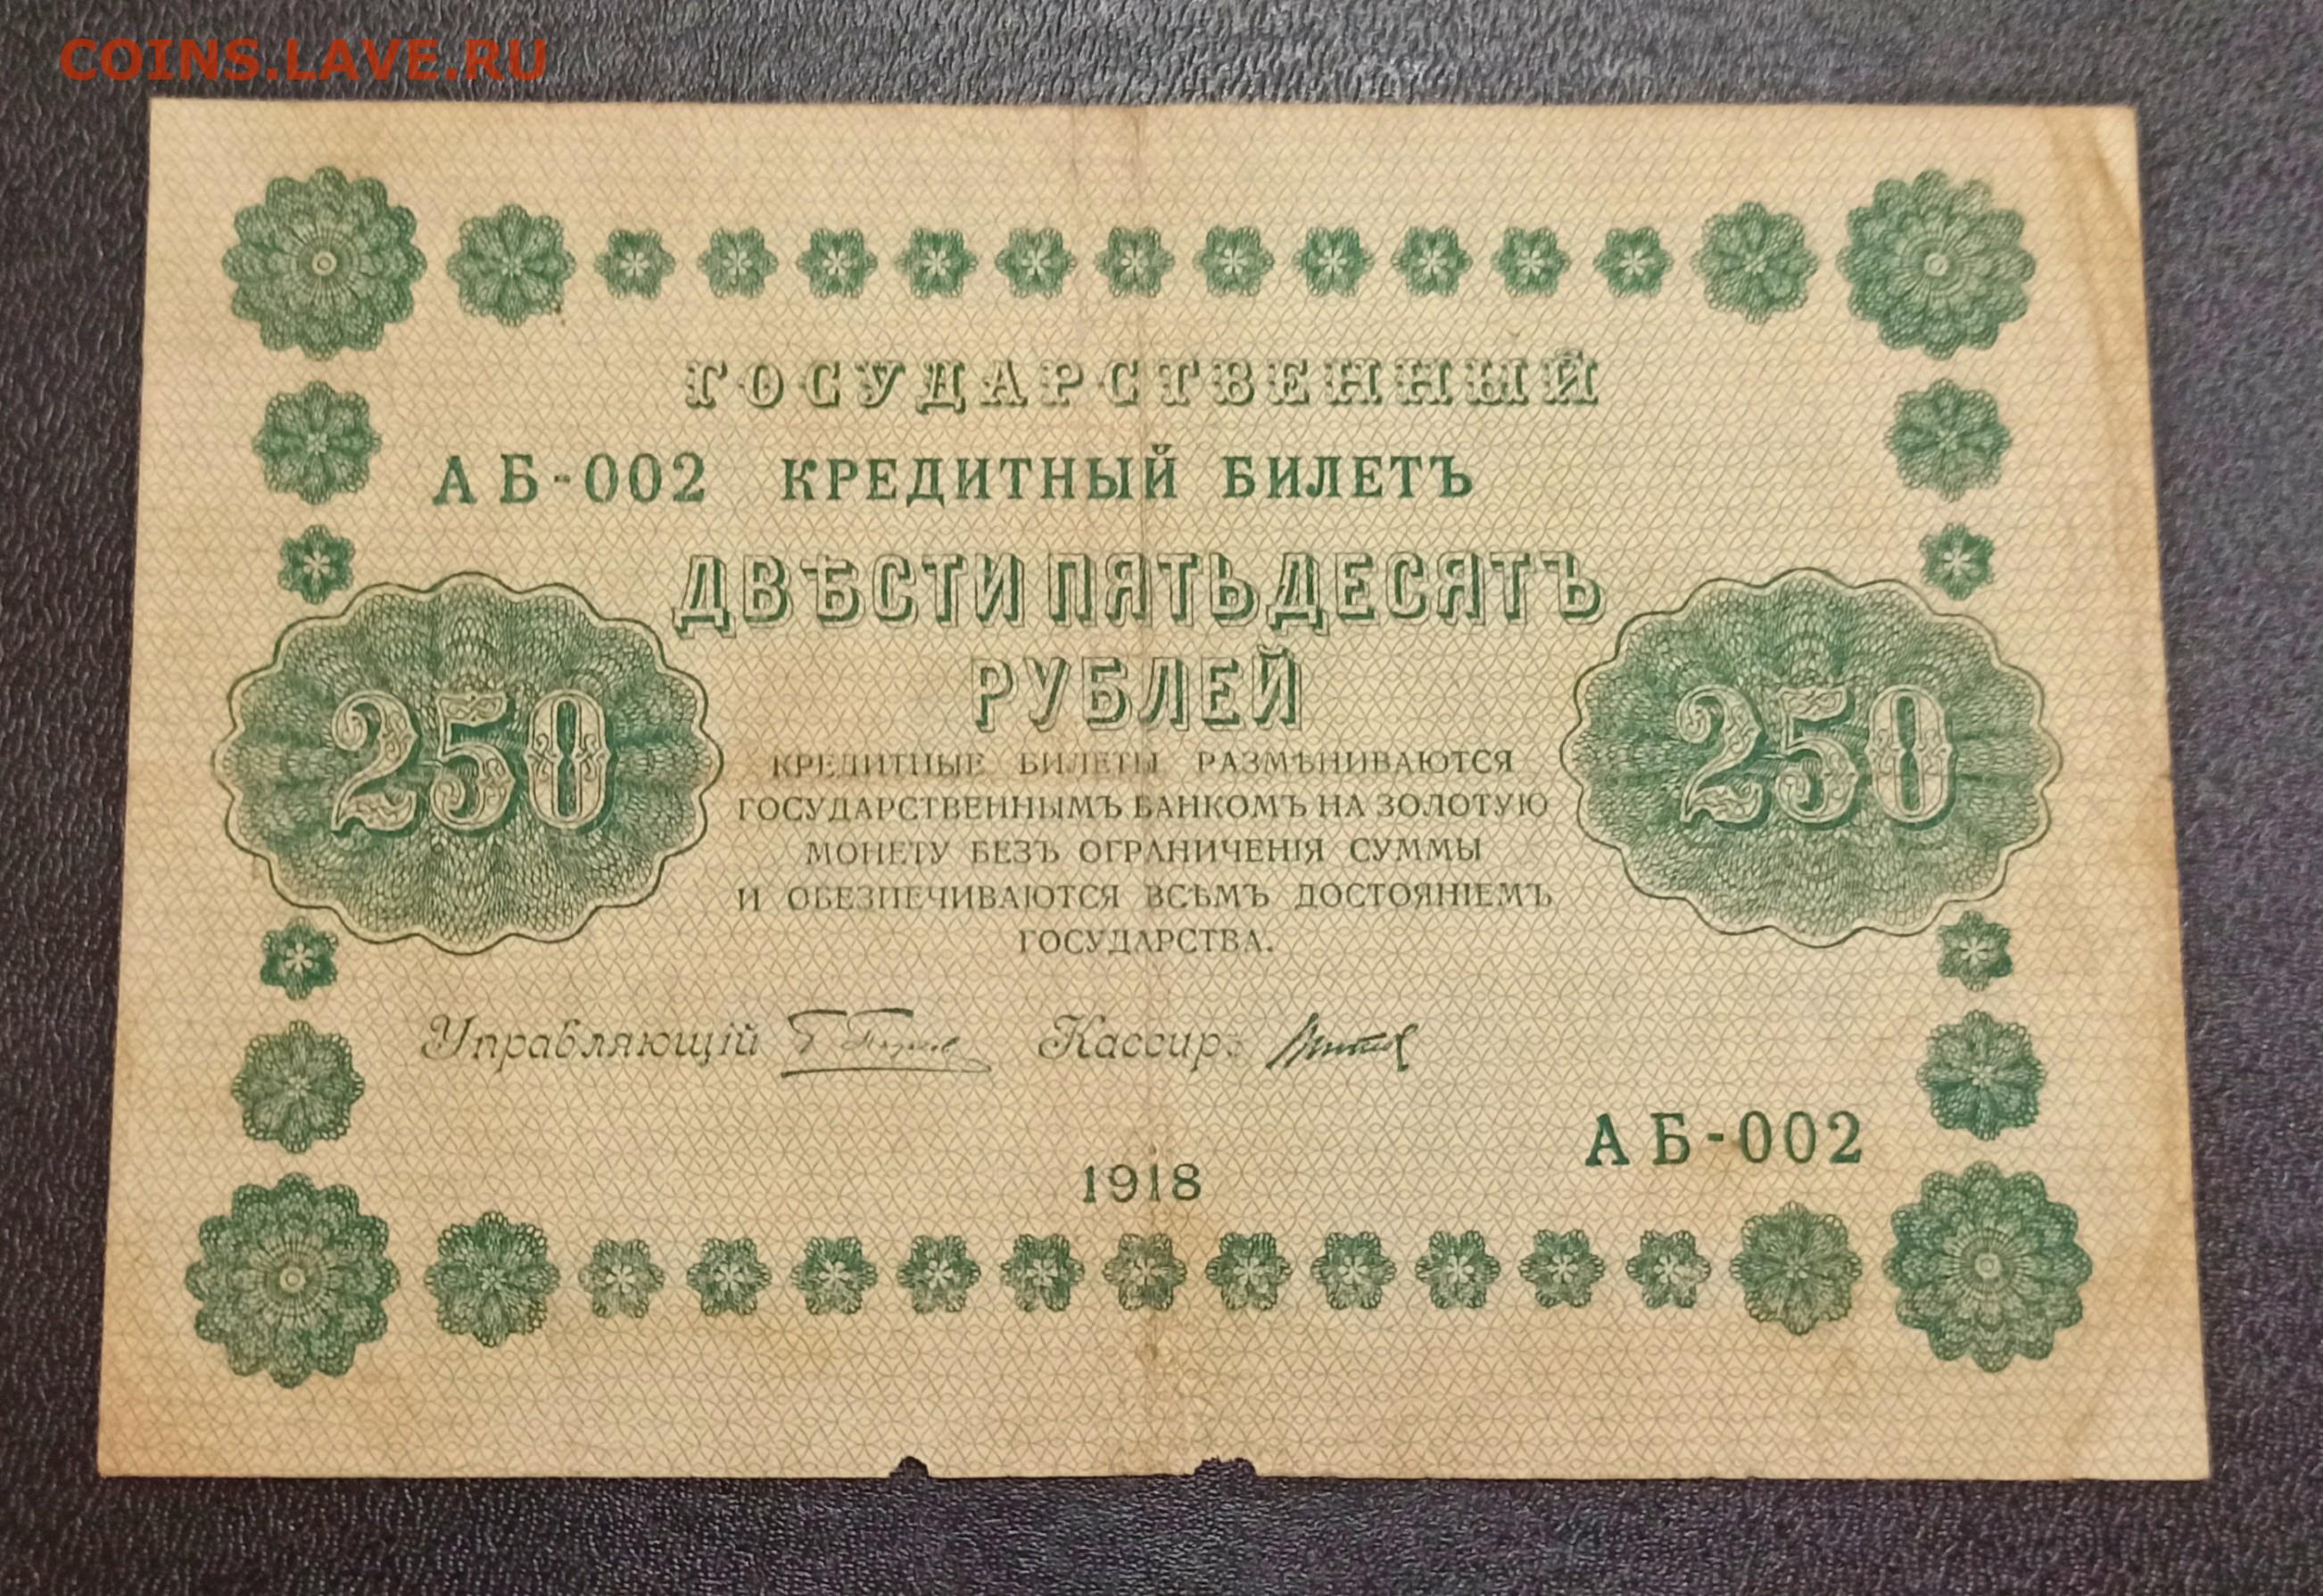 COINS.LAVE.RU
ГОСУДАРСТВЕННЫЙ
АБ-002 КРЕДИТНЫЙ БИЛЕТЪ
ДВѢСТИ ПЯТЬДЕСЯТЪ
РУБЛЕЙ
250 250
КРЕДИТНЫЕ БИЛЕТЫ РАЗМѢНИВАЮТСЯ
ГОСУДАРСТВЕННЫМЪ БАНКОМЪ НА ЗОЛОТУЮ
МОНЕТУ БЕЗЪ ОГРАНИЧЕНІЯ СУММЫ
И ОБЕЗПЕЧИВАЮТСЯ ВСѢМЪ ДОСТОЯНІЕМЪ
ГОСУДАРСТВА.
Управляющій Кассиръ
АБ-002
1918